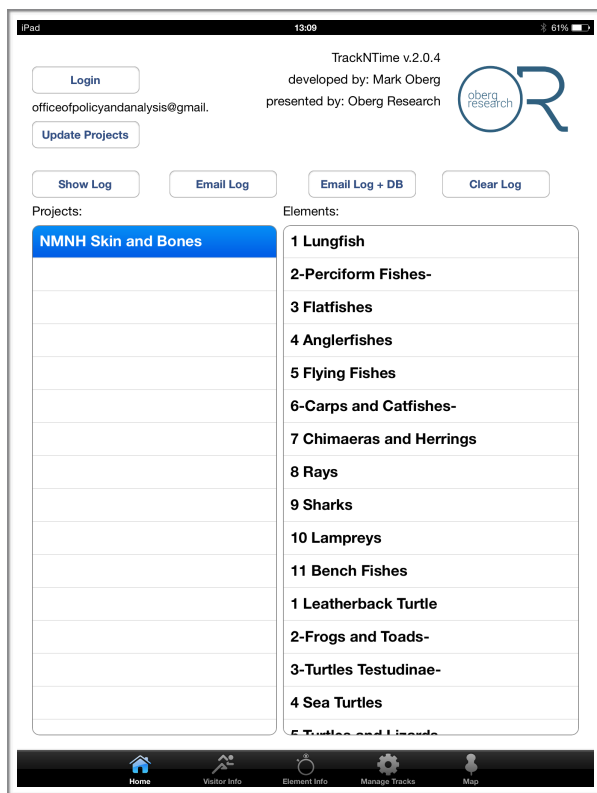 iPad 13:09 61%
TrackNTime v.2.0.4
Login
developed by: Mark Oberg
officeofpolicyandanalysis@gmail.
presented by: Oberg Research
oberg
research
Update Projects
Show Log Email Log Email Log + DB Clear Log
Projects: Elements:
NMNH Skin and Bones
1 Lungfish
2-Perciform Fishes-
3 Flatfishes
4 Anglerfishes
5 Flying Fishes
6-Carps and Catfishes-
7 Chimaeras and Herrings
8 Rays
9 Sharks
10 Lampreys
11 Bench Fishes
1 Leatherback Turtle
2-Frogs and Toads-
3-Turtles Testudinae-
4 Sea Turtles
5 Turtles and Lizards
Home Visitor Info Element Info Manage Tracks Map